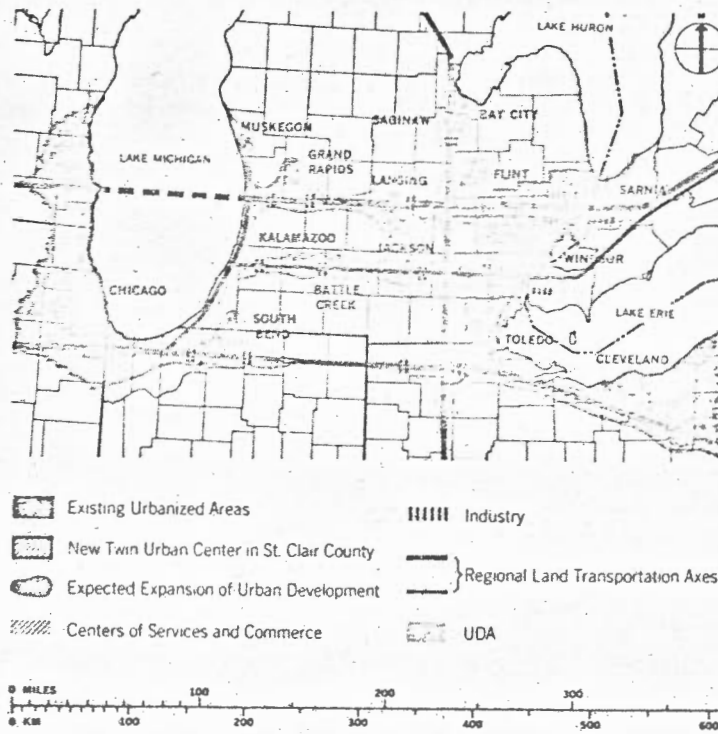 LAKE HURON
N
MUSKEGON
SAGINAW
BAY CITY
LAKE MICHIGAN
GRAND
RAPIDS
LANSING
FLINT
SARNIA
KALAMAZOO
JACKSON
WINDSUR
CHICAGO
BATTLE
CREEK
LAKE ERIE
SOUTH
BEND
TOLEDO
CLEVELAND
Existing Urbanized Areas
New Twin Urban Center in St. Clair County
Expected Expansion of Urban Development
Centers of Services and Commerce
Industry
Regional Land Transportation Axes
UDA
0 MILES 100 200 300
0 KM 100 200 300 400 500 600